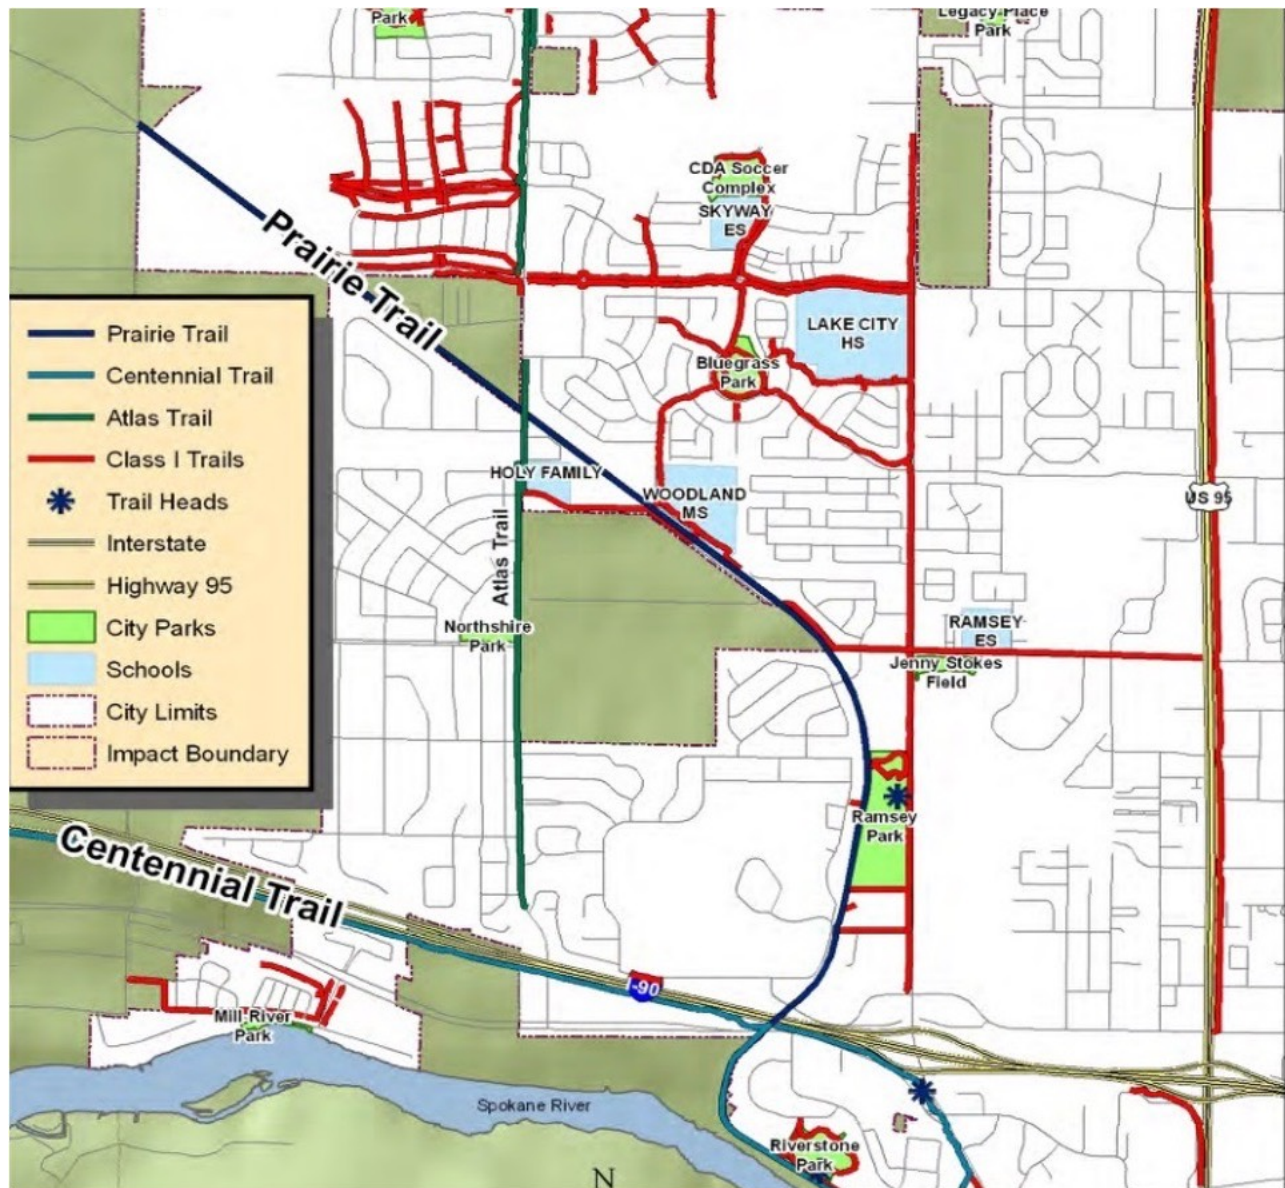 Park
Legacy Place
Park
CDA Soccer
Complex
SKYWAY
ES
Prairie Trail
LAKE CITY
HS
Bluegrass
Park
Prairie Trail
Centennial Trail
Atlas Trail
Class I Trails
Trail Heads
Interstate
Highway 95
City Parks
Schools
City Limits
Impact Boundary
HOLY FAMILY
WOODLAND
MS
US 95
Atlas Trail
Northshire
Park
RAMSEY
ES
Jenny Stokes
Field
Ramsey
Park
Centennial Trail
I-90
Mill River
Park
Spokane River
Riverstone
Park
N